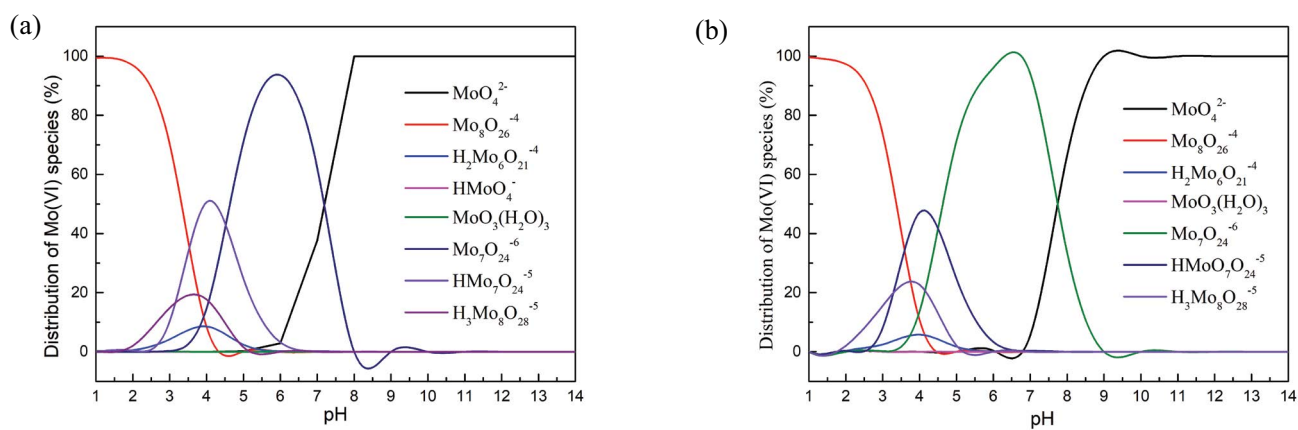 (a)
Distribution of Mo(VI) species (%)
100
80
60
40
20
0
MoO₄²⁻
Mo₈O₂₆⁻⁴
H₂Mo₆O₂₁⁻⁴
HMoO₄⁻
MoO₃(H₂O)₃
Mo₇O₂₄⁻⁶
HMo₇O₂₄⁻⁵
H₃Mo₈O₂₈⁻⁵
1 2 3 4 5 6 7 8 9 10 11 12 13 14
pH
(b)
Distribution of Mo(VI) species (%)
100
80
60
40
20
0
MoO₄²⁻
Mo₈O₂₆⁻⁴
H₂Mo₆O₂₁⁻⁴
MoO₃(H₂O)₃
Mo₇O₂₄⁻⁶
HMoO₇O₂₄⁻⁵
H₃Mo₈O₂₈⁻⁵
1 2 3 4 5 6 7 8 9 10 11 12 13 14
pH